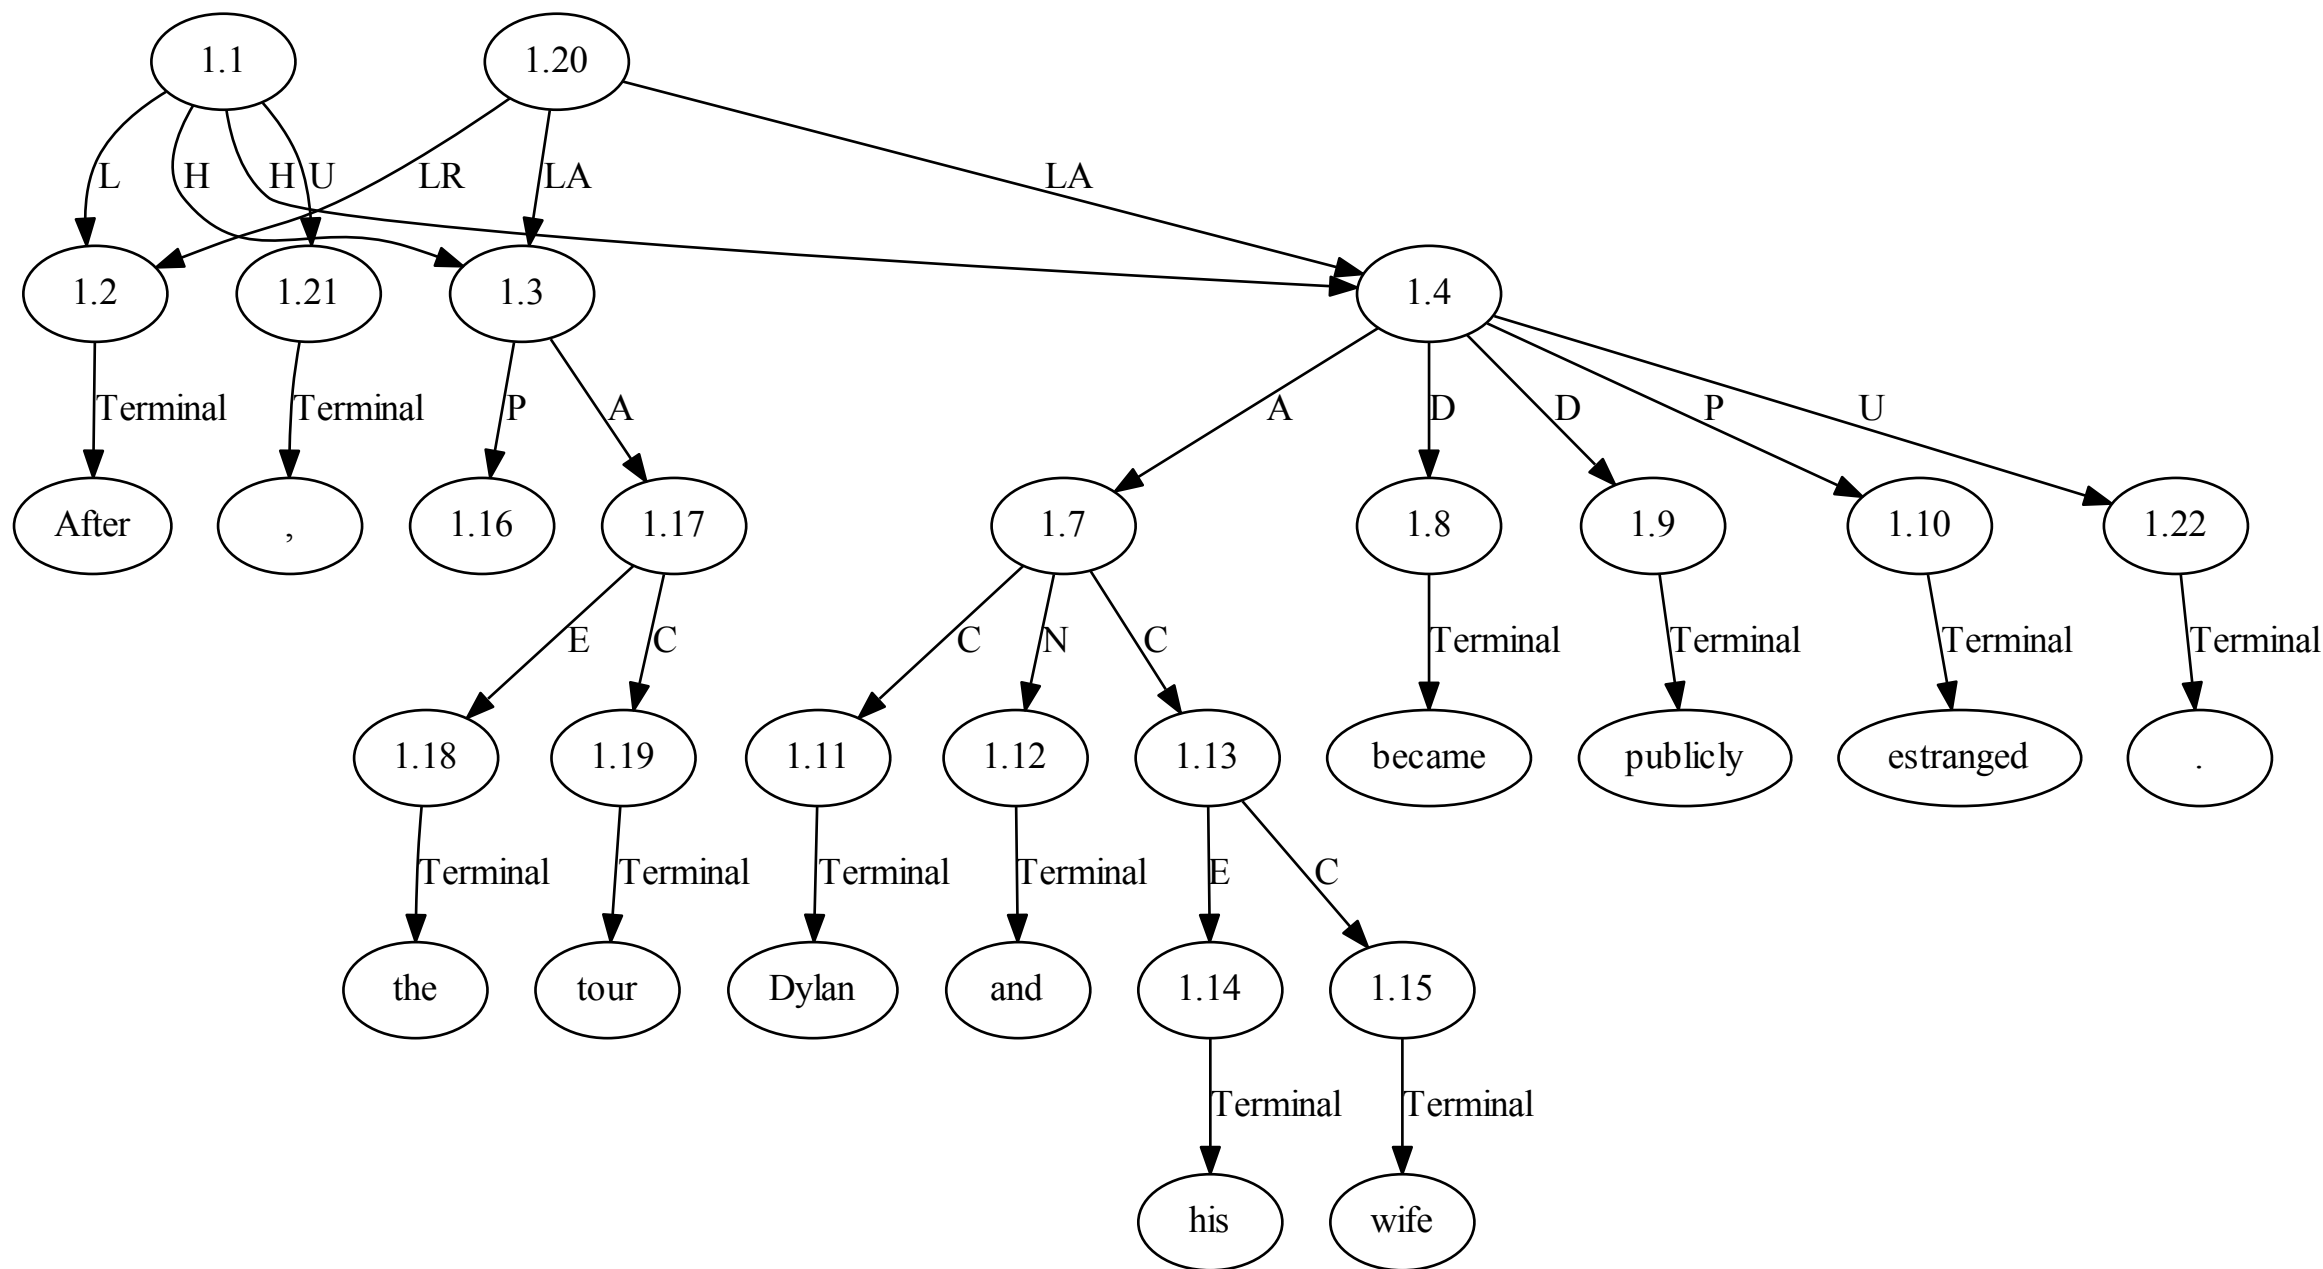 1.1 1.20
L H H U LR LA LA
1.2 1.21 1.3 1.4
Terminal Terminal P A A D D P U
After , 1.16 1.17 1.7 1.8 1.9 1.10 1.22
E C C N C Terminal Terminal Terminal Terminal
1.18 1.19 1.11 1.12 1.13 became publicly estranged .
Terminal Terminal Terminal Terminal E C
the tour Dylan and 1.14 1.15
Terminal Terminal
his wife